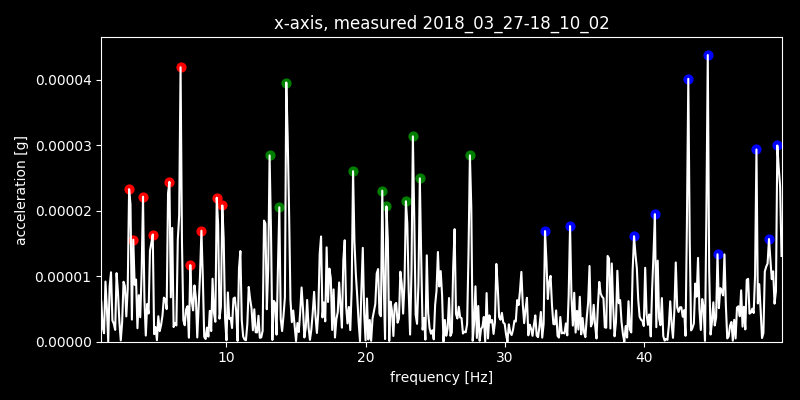 x-axis, measured 2018_03_27-18_10_02
acceleration [g]
0.00004
0.00003
0.00002
0.00001
0.00000
10 20 30 40
frequency [Hz]